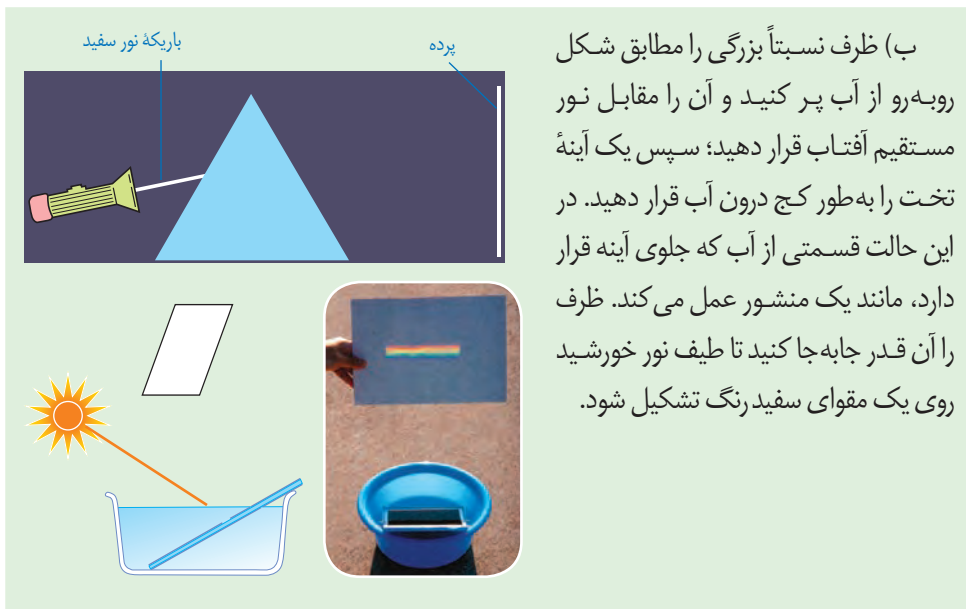 باریکهٔ نور سفید
پرده
ب) ظرف نسبتاً بزرگی را مطابق شکل
روبه‌رو از آب پر کنید و آن را مقابل نور
مستقیم آفتاب قرار دهید؛ سپس یک آینهٔ
تخت را به‌طور کج درون آب قرار دهید. در
این حالت قسمتی از آب که جلوی آینه قرار
دارد، مانند یک منشور عمل می‌کند. ظرف
را آن قدر جابه‌جا کنید تا طیف نور خورشید
روی یک مقوای سفید رنگ تشکیل شود.